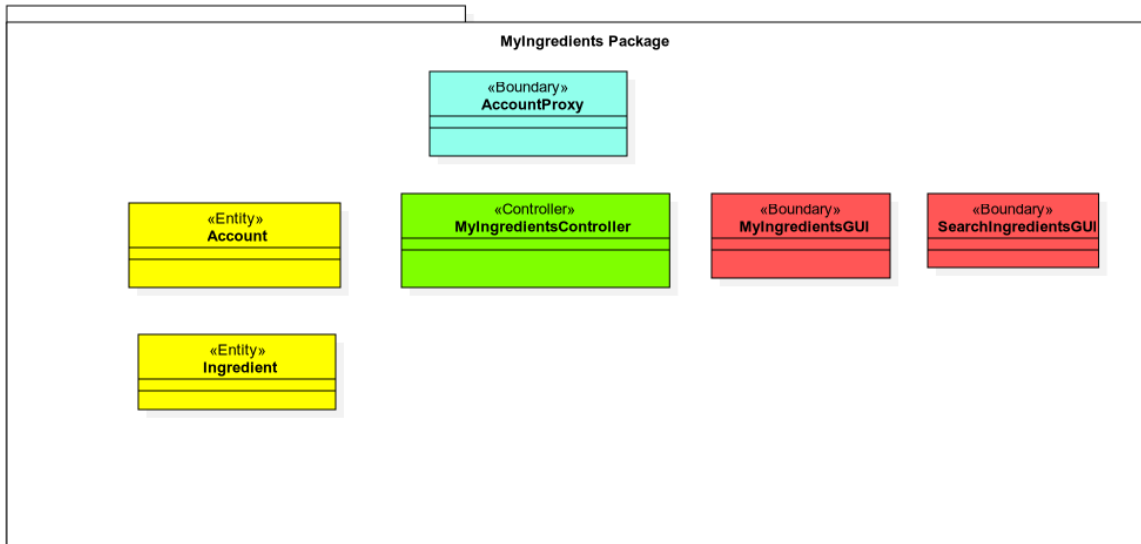 MyIngredients Package
«Boundary»
AccountProxy
«Entity»
Account
«Controller»
MyIngredientsController
«Boundary»
MyIngredientsGUI
«Boundary»
SearchIngredientsGUI
«Entity»
Ingredient